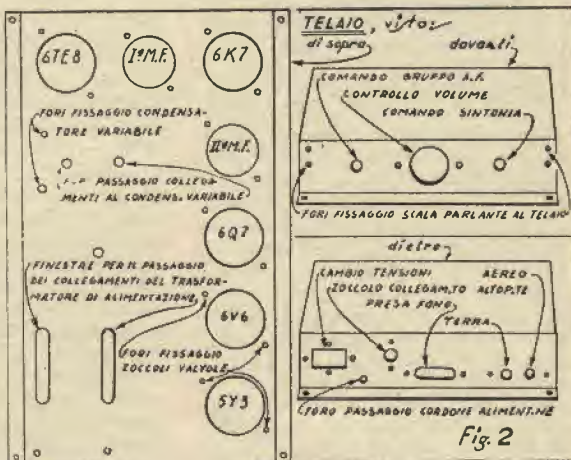 6TE8
Iª M.F.
6K7
FORI FISSAGGIO CONDENSA-
TORE VARIABILE
IIª M.F.
PASSAGGIO COLLEGA-
MENTI AL CONDENS. VARIABILE
6Q7
FINESTRE PER IL PASSAGGIO
DEI COLLEGAMENTI DEL TRASFOR-
MATORE DI ALIMENTAZIONE
6V6
FORI FISSAGGIO
ZOCCOLI VALVOLE
5Y3
TELAIO, visto:
di sopra
davanti
COMANDO GRUPPO A.F.
CONTROLLO VOLUME
COMANDO SINTONIA
FORI FISSAGGIO SCALA PARLANTE AL TELAIO
dietro
CAMBIO TENSIONI
AEREO
ZOCCOLO COLLEGAM.TO ALTOP.TE
PRESA FONO
TERRA
FORO PASSAGGIO CORDONE ALIMENT.NE
Fig. 2